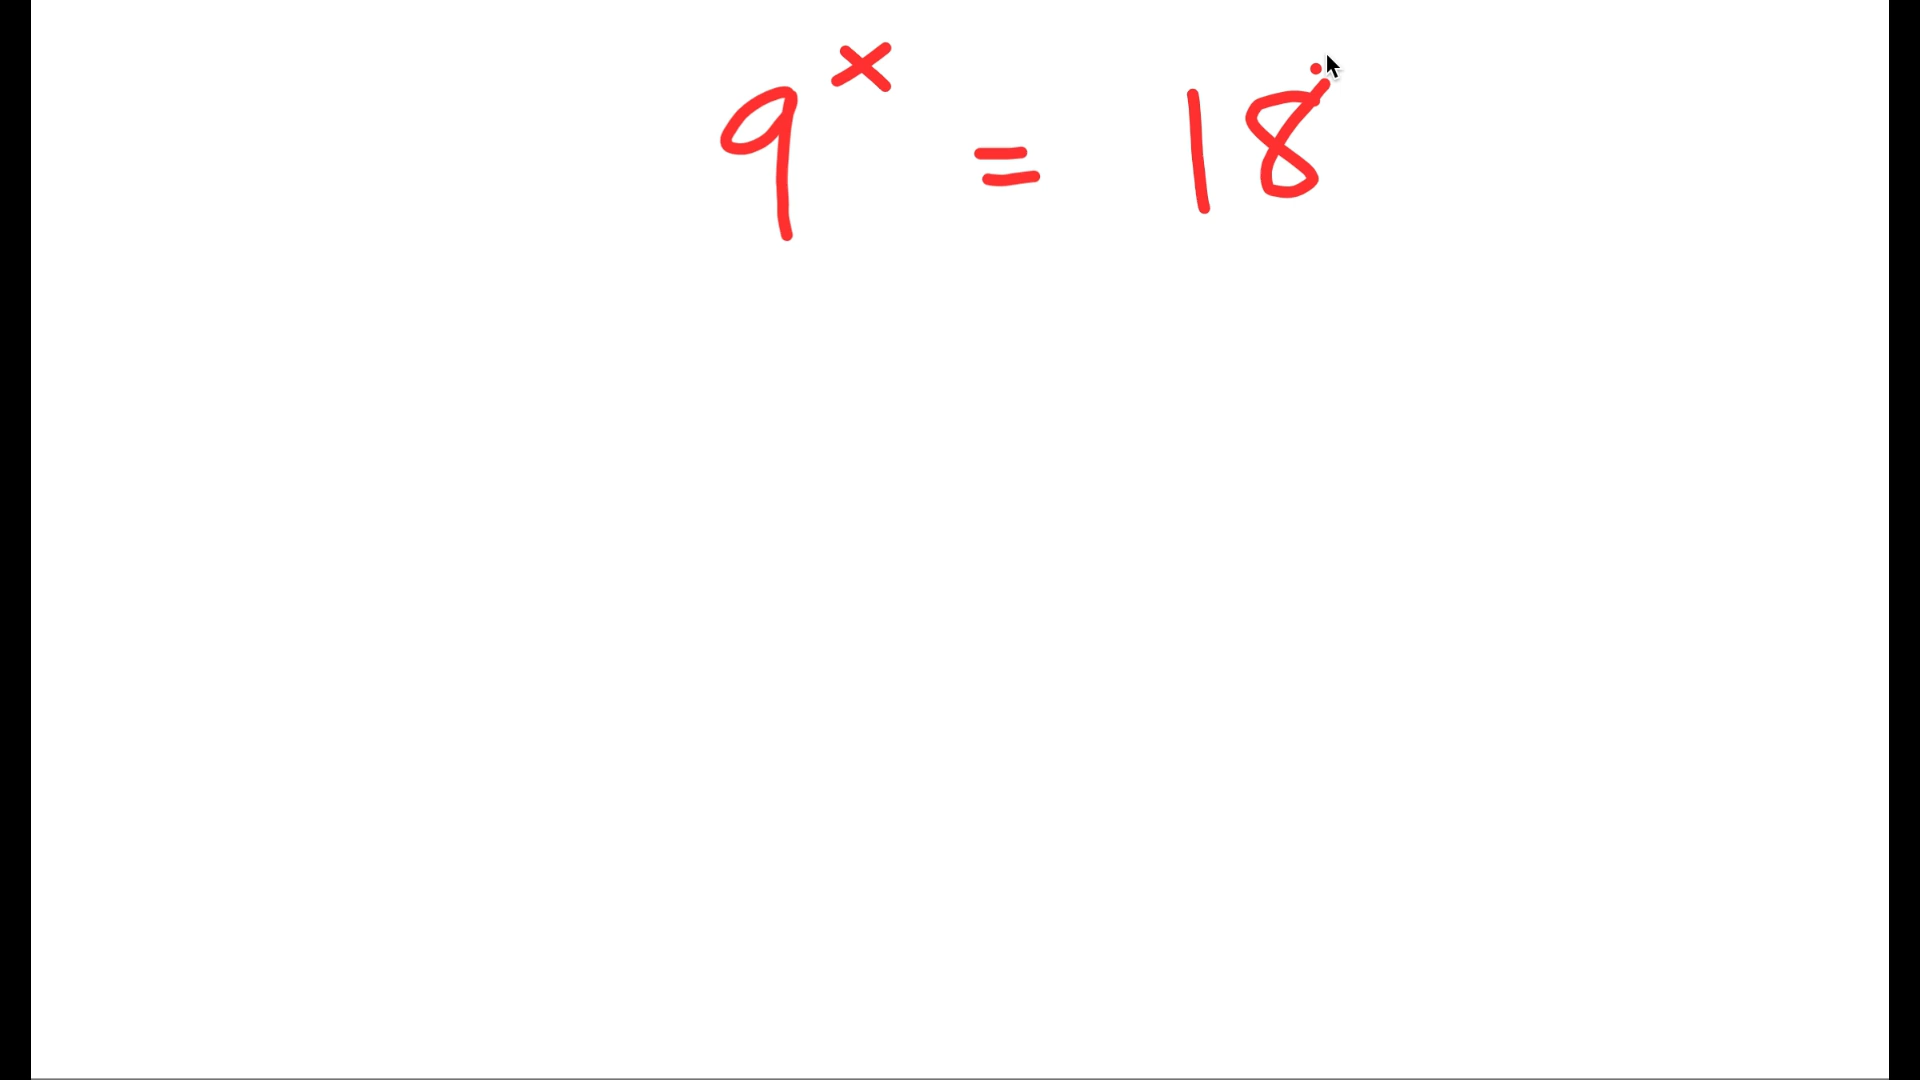 9^x = 18